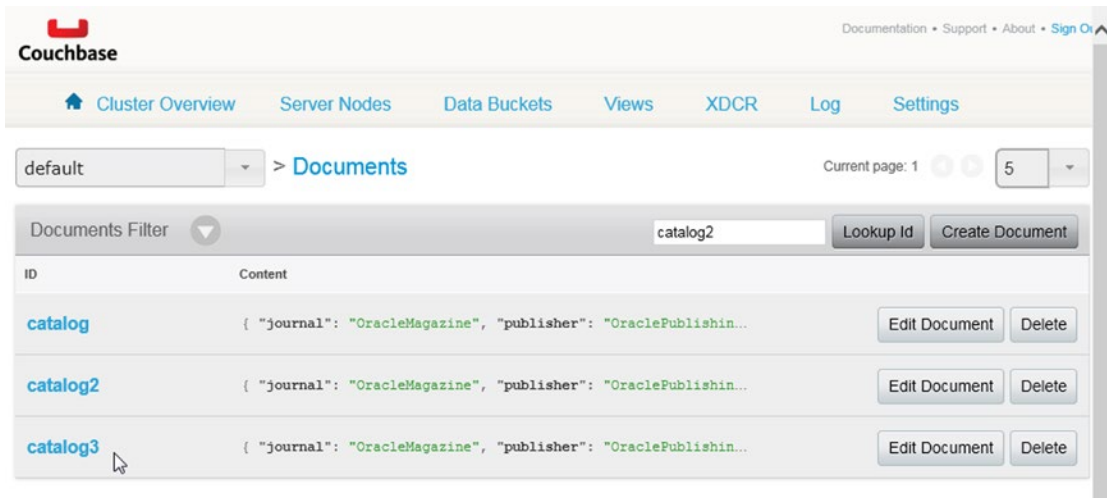 Documentation • Support • About • Sign
Couchbase
Cluster Overview Server Nodes Data Buckets Views XDCR Log Settings
default > Documents Current page: 1 5
Documents Filter catalog2 Lookup Id Create Document
ID Content
catalog { "journal": "OracleMagazine", "publisher": "OraclePublishin... Edit Document Delete
catalog2 { "journal": "OracleMagazine", "publisher": "OraclePublishin... Edit Document Delete
catalog3 { "journal": "OracleMagazine", "publisher": "OraclePublishin... Edit Document Delete